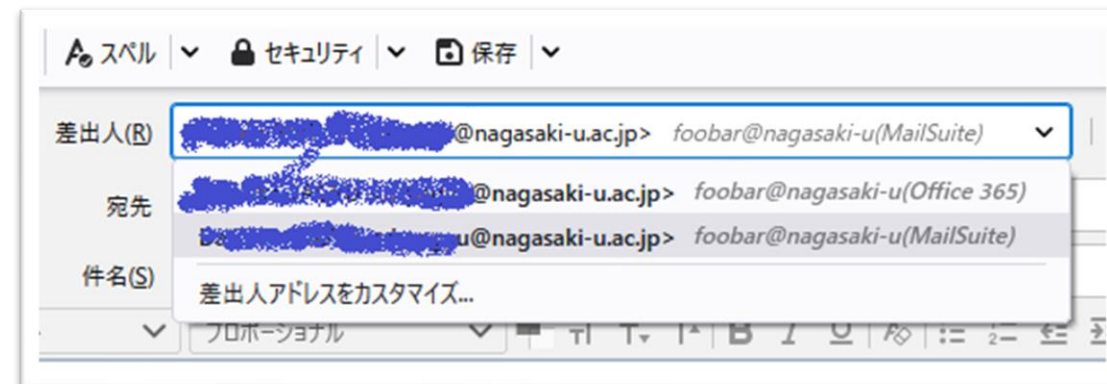 スペル セキュリティ 保存
差出人(R) @nagasaki-u.ac.jp> foobar@nagasaki-u(MailSuite)
@nagasaki-u.ac.jp> foobar@nagasaki-u(Office 365)
宛先
u@nagasaki-u.ac.jp> foobar@nagasaki-u(MailSuite)
件名(S)
差出人アドレスをカスタマイズ...
プロポーショナル B I U